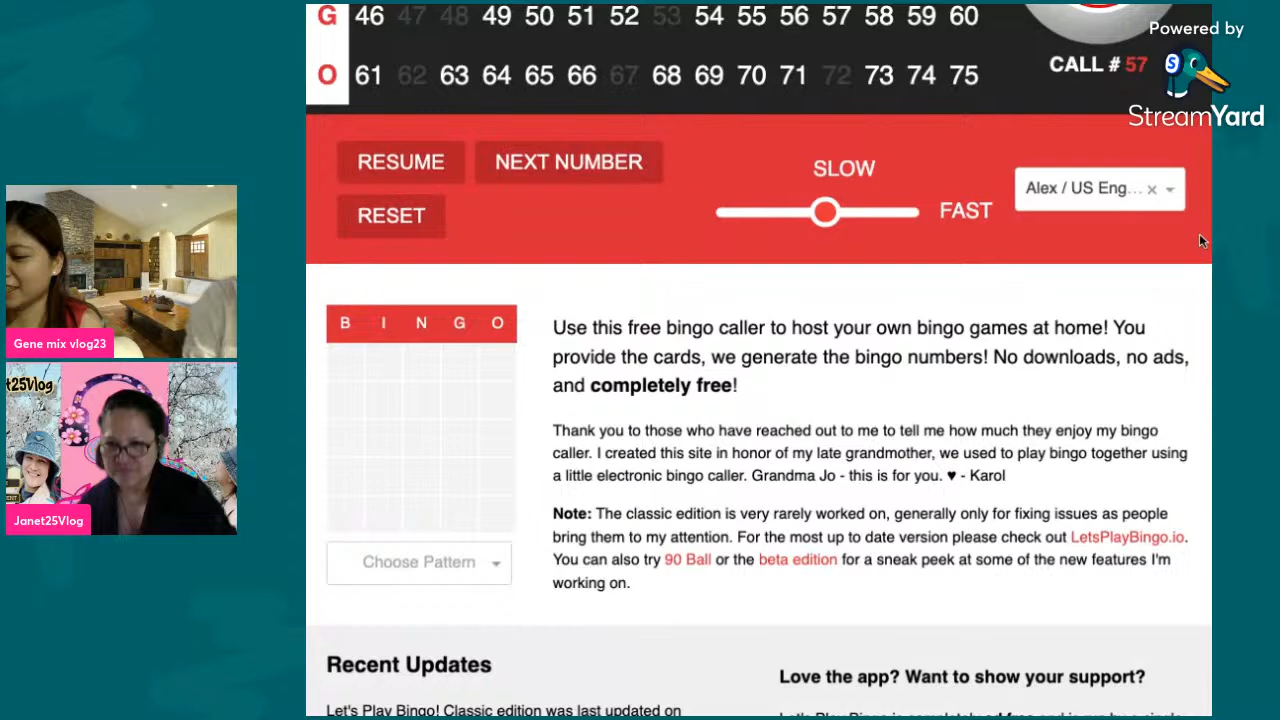 G 46 47 48 49 50 51 52 53 54 55 56 57 58 59 60
O 61 62 63 64 65 66 67 68 69 70 71 72 73 74 75
CALL # 57
Powered by
StreamYard
RESUME
NEXT NUMBER
RESET
SLOW
FAST
Alex / US Eng...
Gene mix vlog23
t25Vlog
Janet25Vlog
B I N G O
Choose Pattern
Use this free bingo caller to host your own bingo games at home! You
provide the cards, we generate the bingo numbers! No downloads, no ads,
and completely free!
Thank you to those who have reached out to me to tell me how much they enjoy my bingo
caller. I created this site in honor of my late grandmother, we used to play bingo together using
a little electronic bingo caller. Grandma Jo - this is for you. ♥ - Karol
Note: The classic edition is very rarely worked on, generally only for fixing issues as people
bring them to my attention. For the most up to date version please check out LetsPlayBingo.io.
You can also try 90 Ball or the beta edition for a sneak peek at some of the new features I'm
working on.
Recent Updates
Let's Play Bingo! Classic edition was last updated on
Love the app? Want to show your support?